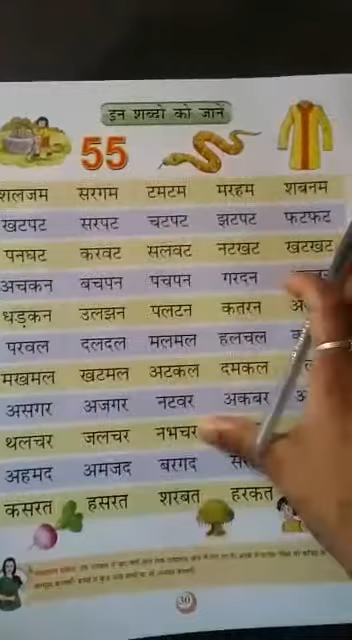 इन शब्दो को जाने
55
शलजम सरगम टमटम मरहम शबनम
खटपट सरपट चटपट झटपट फटफट
पनघट करवट सलवट नटखट खटखट
अचकन बचपन पचपन गरदन
धड़कन उलझन पलटन कतरन
परवल दलदल मलमल हलचल
मखमल खटमल अटकल दमकल
असगर अजगर नटवर अकबर
थलचर जलचर नभचर
अहमद अमजद बरगद
कसरत हसरत शरबत हरकत
30